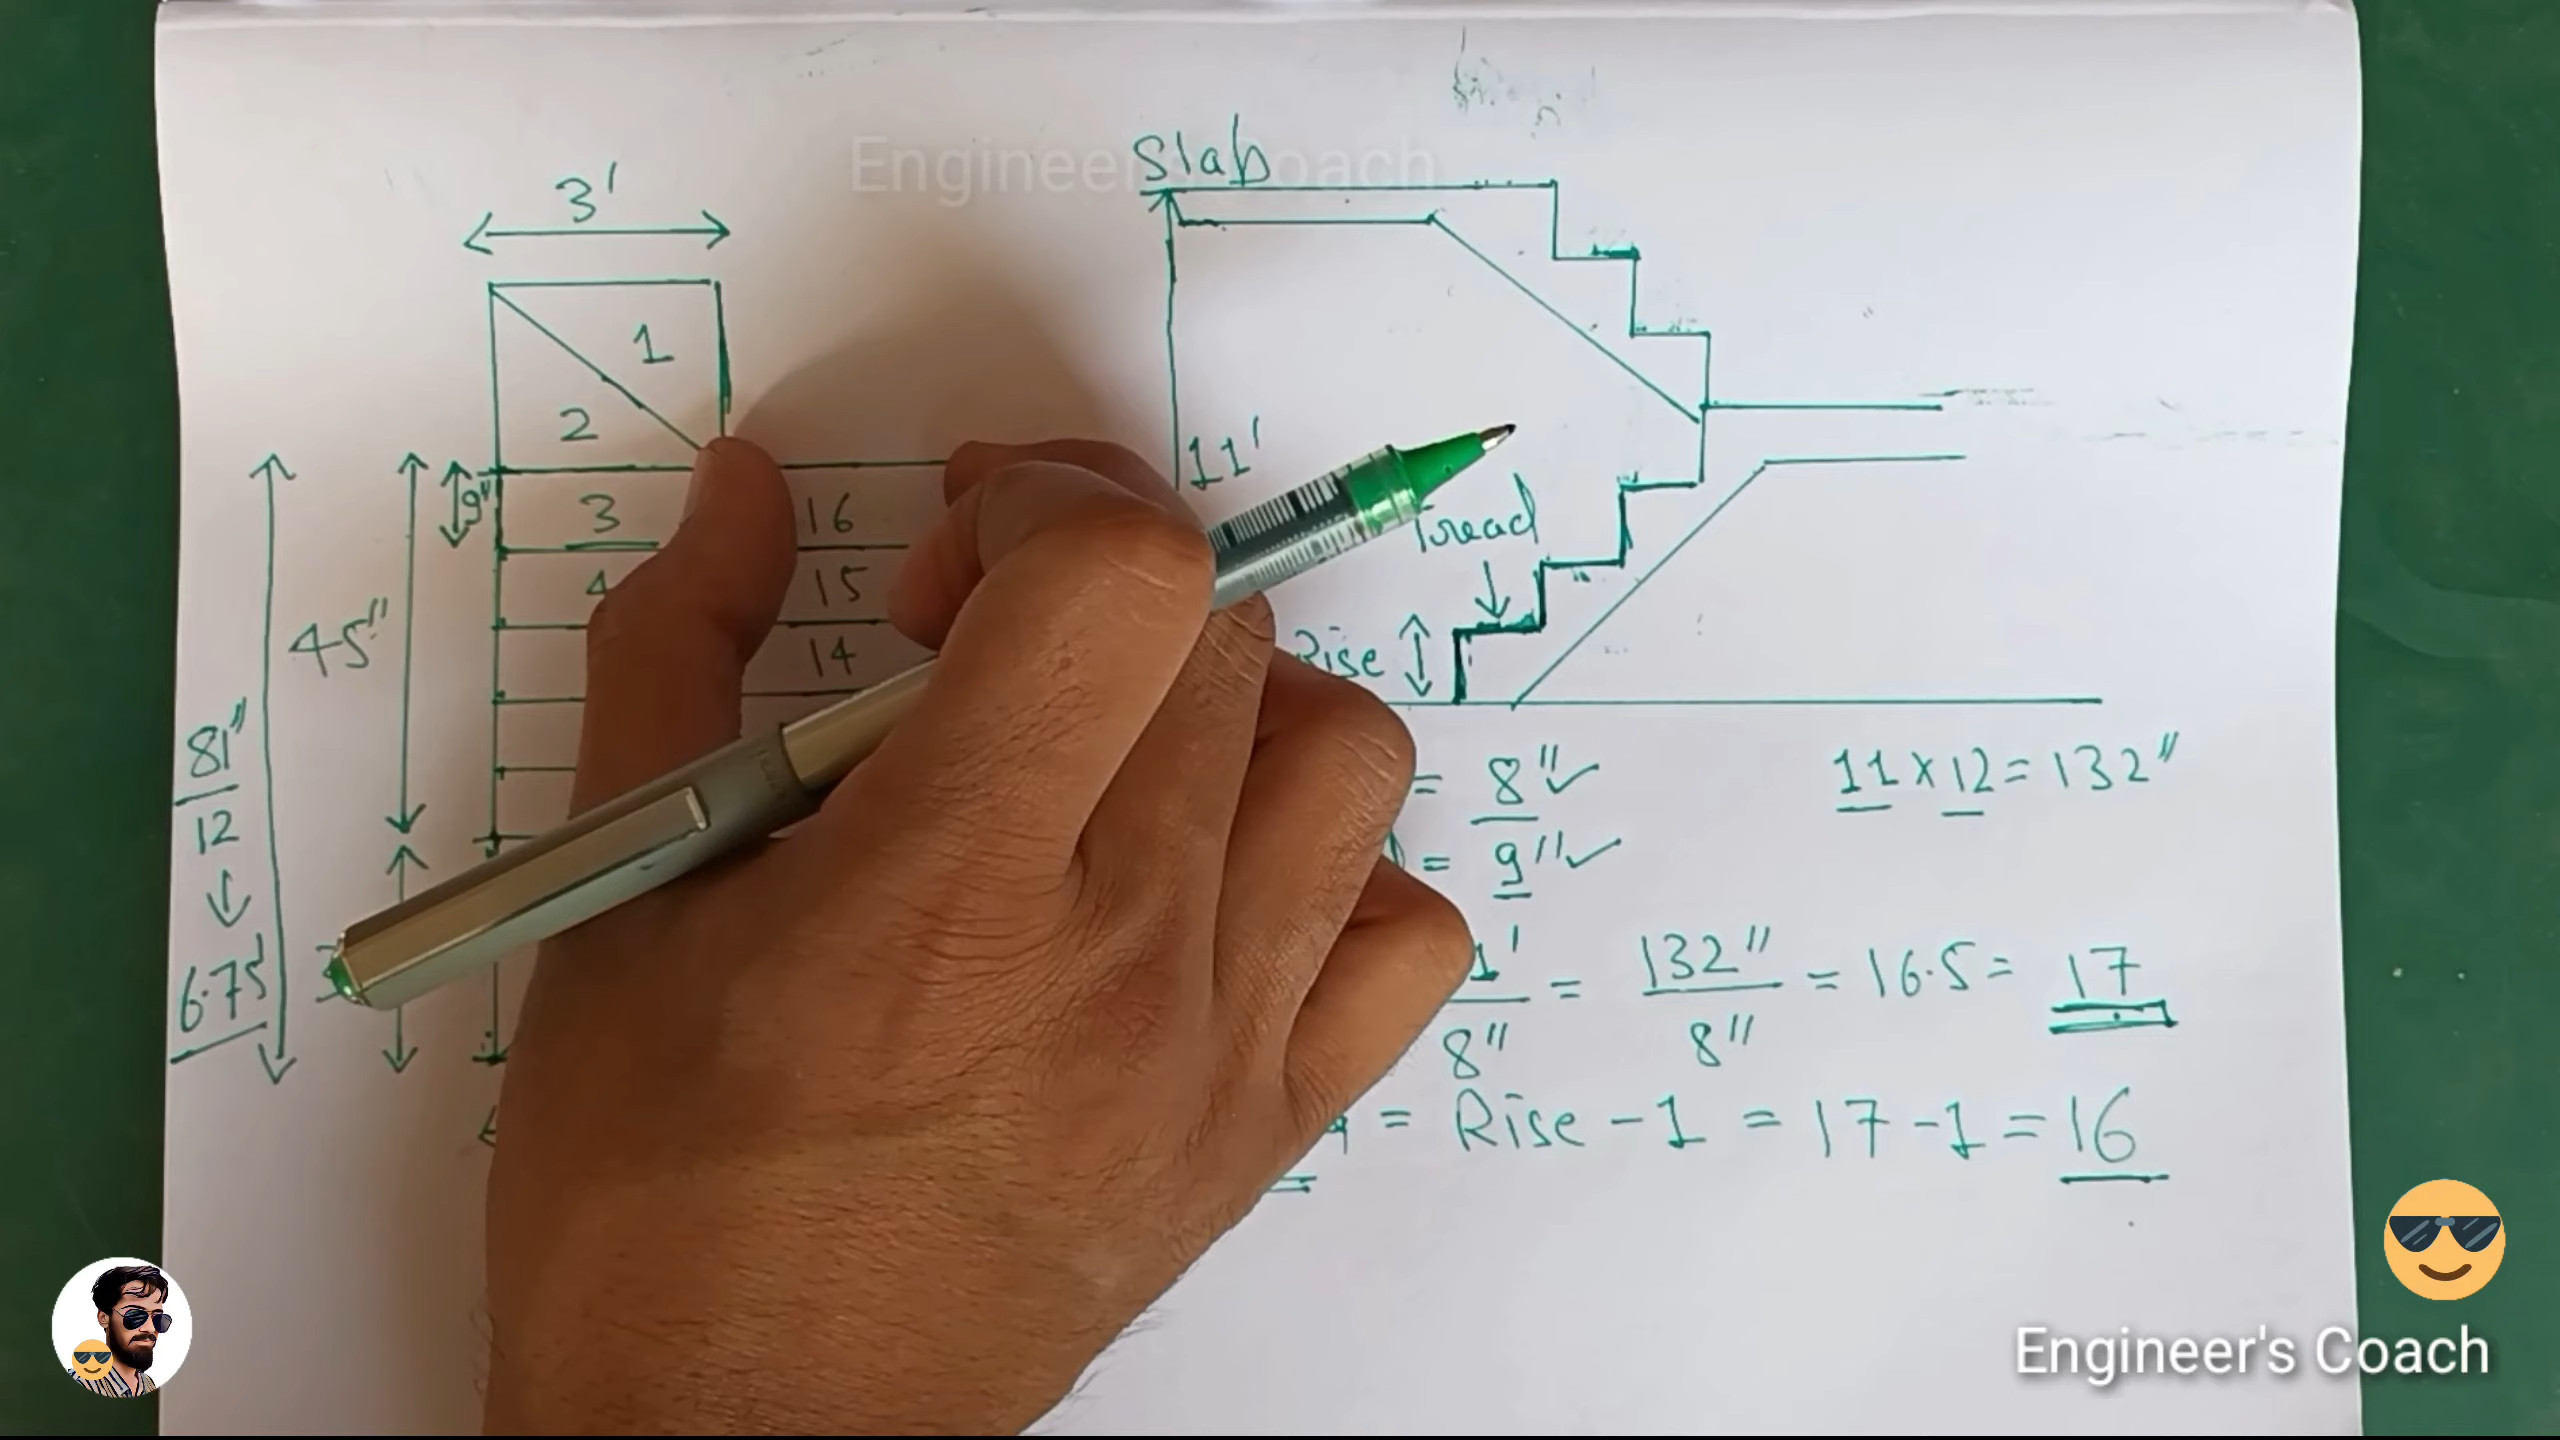 Engineer's Coach
Slab
3'
1
2
11'
9"
3
16
Tread
4
15
45"
14
Rise
81"
12
6.75'
= 8"✓
11 x 12 = 132"
= 9"✓
1'
8"
=
132"
8"
= 16.5 = 17
= Rise - 1 = 17 - 1 = 16
Engineer's Coach